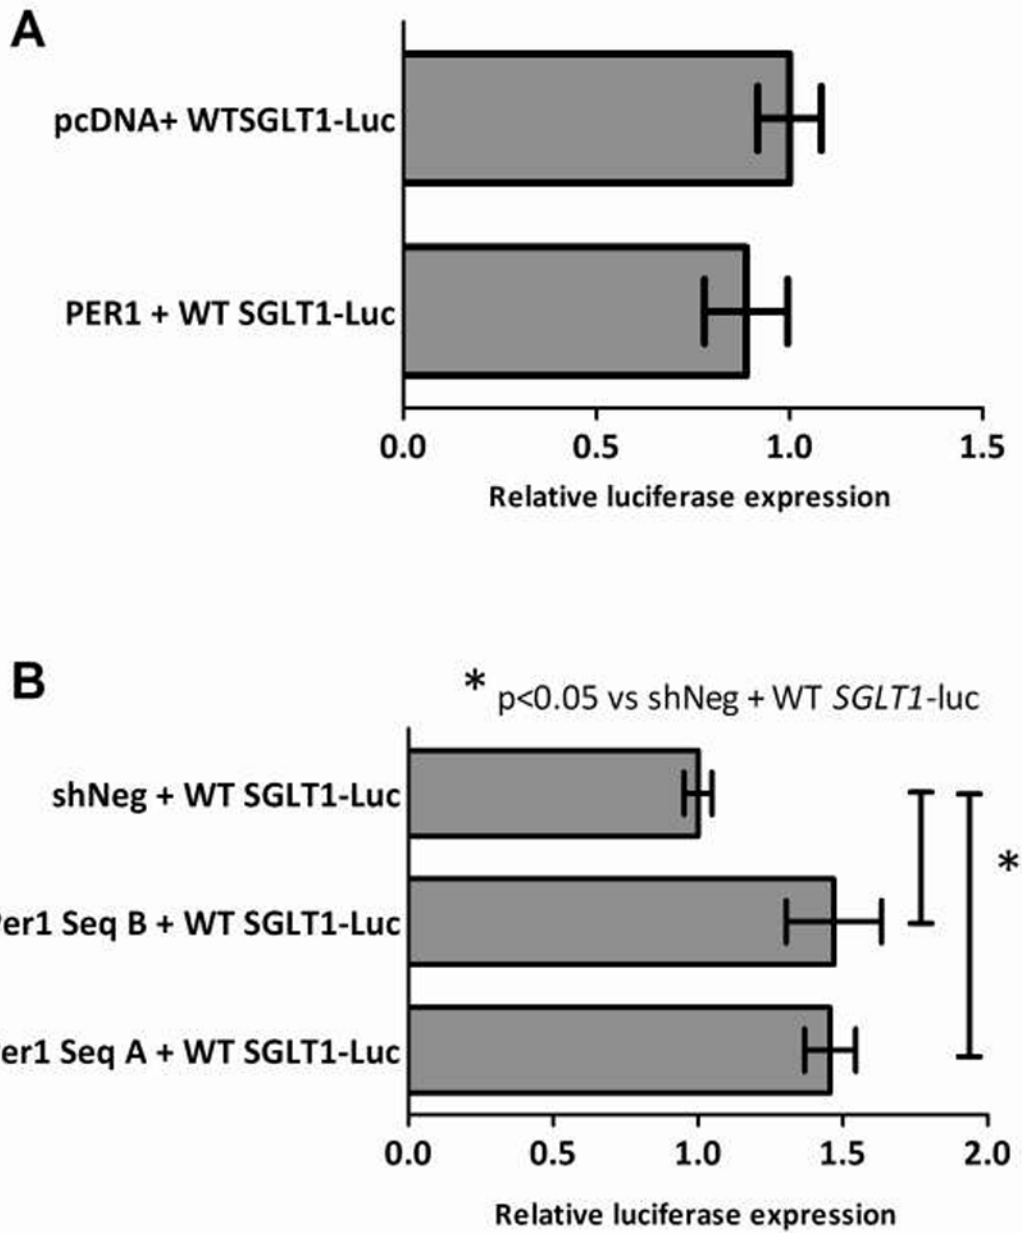 A
pcDNA+ WTSGLT1-Luc
PER1 + WT SGLT1-Luc
0.0 0.5 1.0 1.5
Relative luciferase expression
B
* p<0.05 vs shNeg + WT SGLT1-luc
shNeg + WT SGLT1-Luc
er1 Seq B + WT SGLT1-Luc
*
er1 Seq A + WT SGLT1-Luc
0.0 0.5 1.0 1.5 2.0
Relative luciferase expression